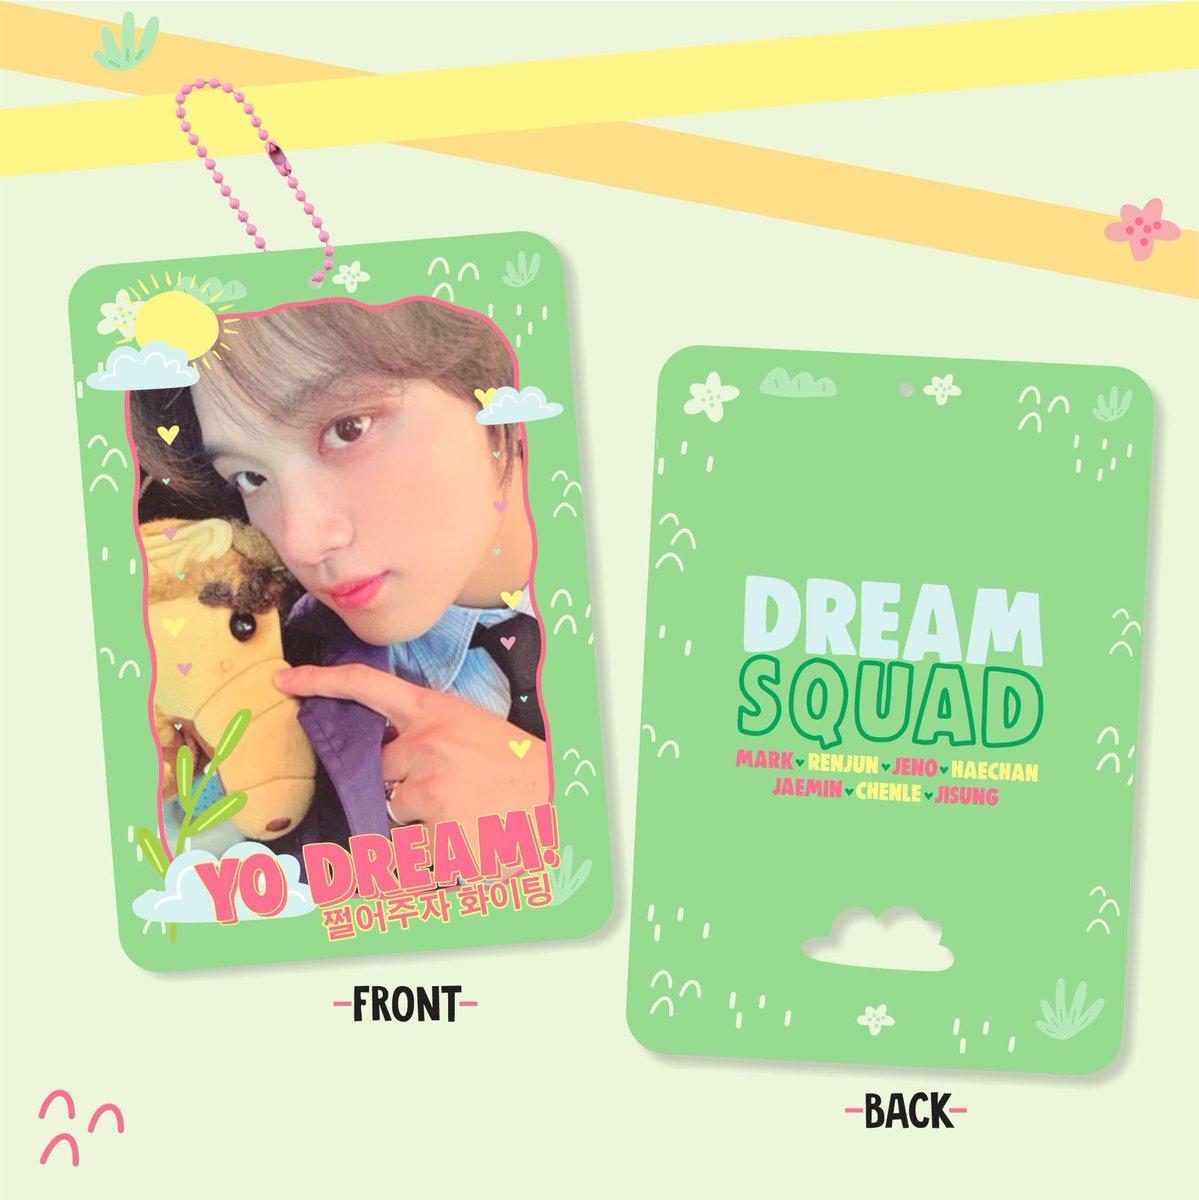 YO DREAM!
쩔어주자 화이팅
-FRONT-
DREAM
SQUAD
MARK ♥ RENJUN ♥ JENO ♥ HAECHAN
JAEMIN ♥ CHENLE ♥ JISUNG
-BACK-